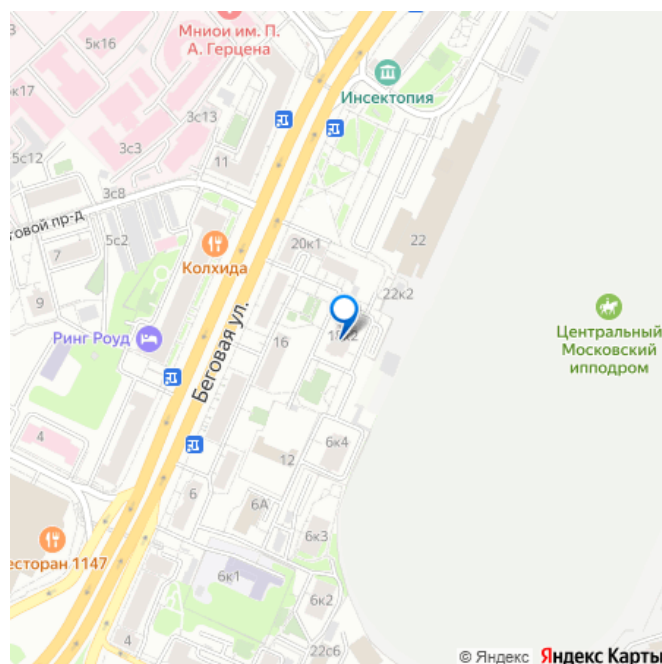 Мниои им. П.
А. Герцена
5к16
к17
3с13
Инсектопия
3с3
5с12
11
3с8
говой пр-д
5с2
20к1
22
7
Колхида
22к2
9
Беговая ул.
Ринг Роуд
16
Центральный
Московский
ипподром
4
6к4
12
6
6А
есторан 1147
6к3
6к1
6к2
4
22с6
© Яндекс Яндекс Карты